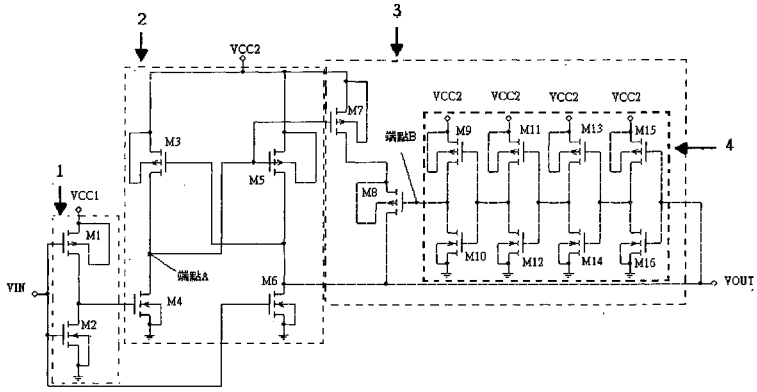 3
2
VCC2
VCC2
VCC2
VCC2
VCC2
M7
端點B
M9
M11
M13
M15
M3
4
1
M5
M8
VCC1
M1
M10
M12
M14
M16
端點A
M6
VIN
M4
VOUT
M2